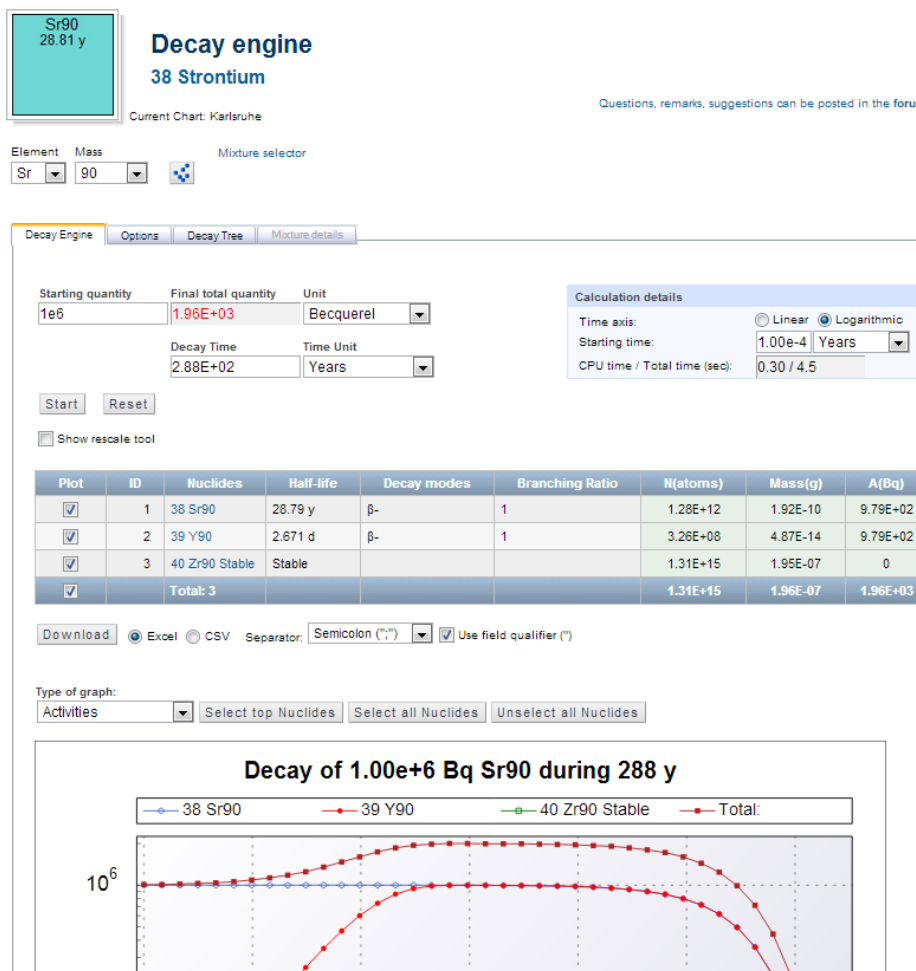 Sr90
28.81 y
Decay engine
38 Strontium
Current Chart: Karlsruhe
Questions, remarks, suggestions can be posted in the foru
Element Mass Mixture selector
Sr 90
Decay Engine Options Decay Tree Mixture details
Starting quantity Final total quantity Unit
1e6 1.96E+03 Becquerel
Decay Time Time Unit
2.88E+02 Years
Calculation details
Time axis: Linear Logarithmic
Starting time: 1.00e-4 Years
CPU time / Total time (sec): 0.30 / 4.5
Start Reset
Show rescale tool
Plot ID Nuclides Half-life Decay modes Branching Ratio N(atoms) Mass(g) A(Bq)
1 38 Sr90 28.79 y β- 1 1.28E+12 1.92E-10 9.79E+02
2 39 Y90 2.671 d β- 1 3.26E+08 4.87E-14 9.79E+02
3 40 Zr90 Stable Stable 1.31E+15 1.95E-07 0
Total: 3 1.31E+15 1.96E-07 1.96E+03
Download Excel CSV Separator: Semicolon (";") Use field qualifier (")
Type of graph:
Activities Select top Nuclides Select all Nuclides Unselect all Nuclides
Decay of 1.00e+6 Bq Sr90 during 288 y
38 Sr90 39 Y90 40 Zr90 Stable Total:
10^6